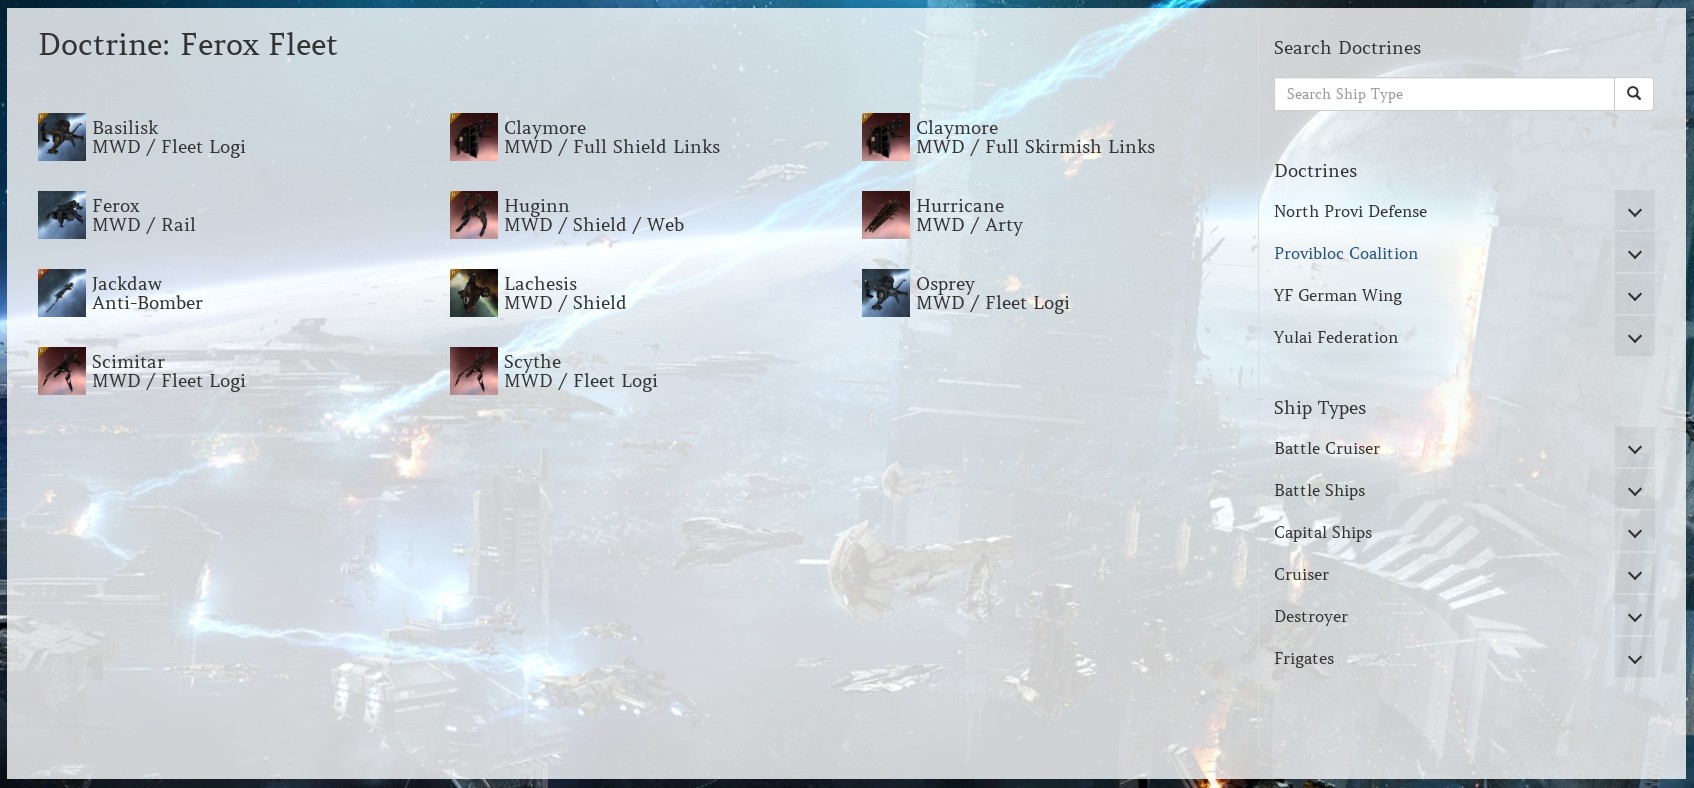 Doctrine: Ferox Fleet
Basilisk
MWD / Fleet Logi
Claymore
MWD / Full Shield Links
Claymore
MWD / Full Skirmish Links
Ferox
MWD / Rail
Huginn
MWD / Shield / Web
Hurricane
MWD / Arty
Jackdaw
Anti-Bomber
Lachesis
MWD / Shield
Osprey
MWD / Fleet Logi
Scimitar
MWD / Fleet Logi
Scythe
MWD / Fleet Logi
Search Doctrines
Search Ship Type
Doctrines
North Provi Defense
Provibloc Coalition
YF German Wing
Yulai Federation
Ship Types
Battle Cruiser
Battle Ships
Capital Ships
Cruiser
Destroyer
Frigates